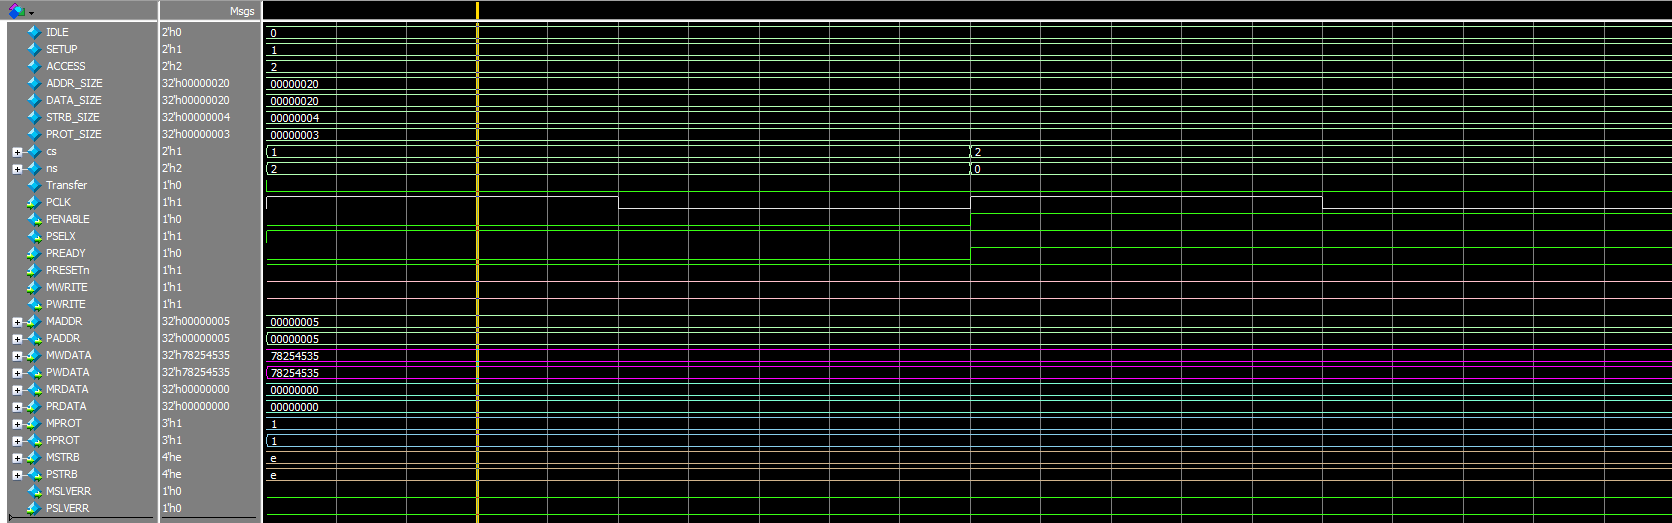 Msgs
IDLE 2'h0 0
SETUP 2'h1 1
ACCESS 2'h2 2
ADDR_SIZE 32'h00000020 00000020
DATA_SIZE 32'h00000020 00000020
STRB_SIZE 32'h00000004 00000004
PROT_SIZE 32'h00000003 00000003
cs 2'h1 1 2
ns 2'h2 2 0
Transfer 1'h0
PCLK 1'h1
PENABLE 1'h0
PSELX 1'h1
PREADY 1'h0
PRESETn 1'h1
MWRITE 1'h1
PWRITE 1'h1
MADDR 32'h00000005 00000005
PADDR 32'h00000005 00000005
MWDATA 32'h78254535 78254535
PWDATA 32'h78254535 78254535
MRDATA 32'h00000000 00000000
PRDATA 32'h00000000 00000000
MPROT 3'h1 1
PPROT 3'h1 1
MSTRB 4'he e
PSTRB 4'he e
MSLVERR 1'h0
PSLVERR 1'h0